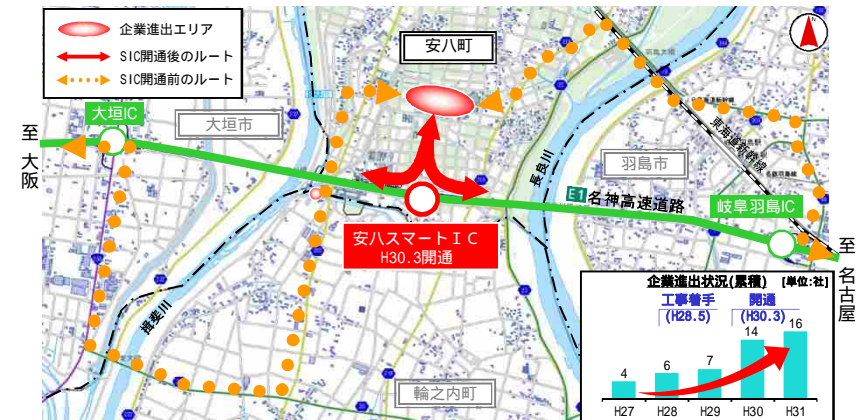 企業進出エリア
SIC開通後のルート
SIC開通前のルート
安八町
大垣IC
大垣市
至 大阪
長良川
羽島市
東海道新幹線
E1 名神高速道路
岐阜羽島IC
至 名古屋
安八スマートＩＣ
H30.3開通
揖斐川
輪之内町
企業進出状況(累積) [単位:社]
工事着手 開通
(H28.5) (H30.3)
4 6 7 14 16
H27 H28 H29 H30 H31